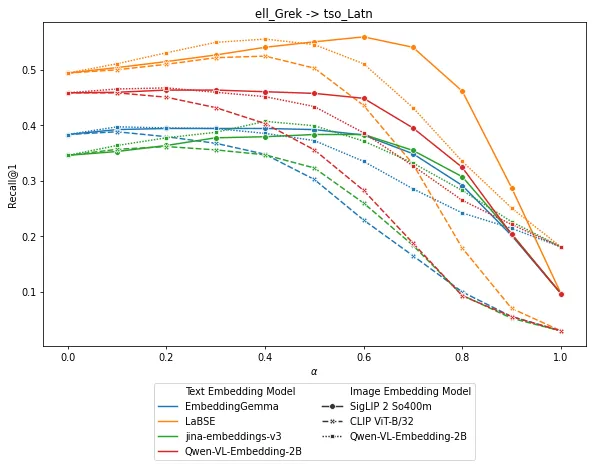 ell_Grek -> tso_Latn
0.5
0.4
0.3
0.2
0.1
Recall@1
0.0 0.2 0.4 0.6 0.8 1.0
α
Text Embedding Model Image Embedding Model
EmbeddingGemma SigLIP 2 So400m
LaBSE CLIP ViT-B/32
jina-embeddings-v3 Qwen-VL-Embedding-2B
Qwen-VL-Embedding-2B